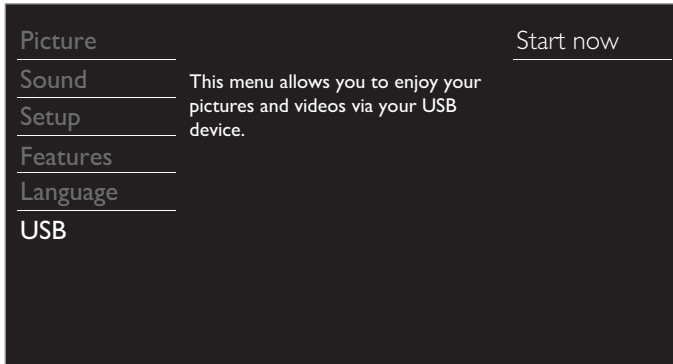 Picture
Sound
Setup
Features
Language
USB
This menu allows you to enjoy your
pictures and videos via your USB
device.
Start now